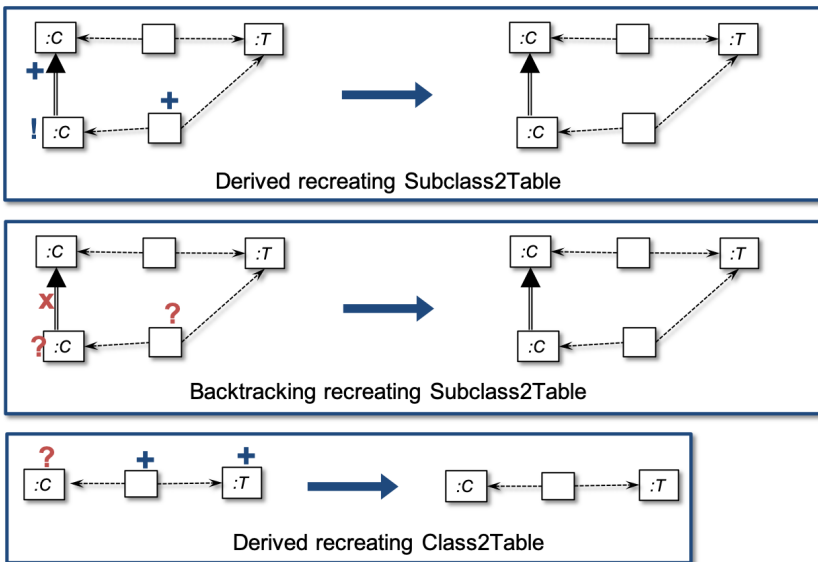 :C :T :C :T
+
+
! :C :C
Derived recreating Subclass2Table
:C :T :C :T
x
?
? :C :C
Backtracking recreating Subclass2Table
? + +
:C :T :C :T
Derived recreating Class2Table